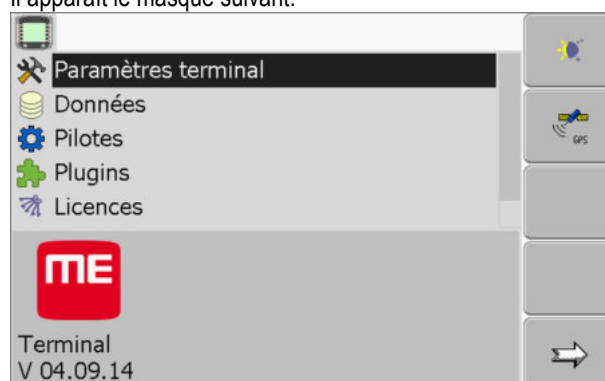 Il apparaît le masque suivant:
Paramètres terminal
Données
Pilotes
Plugins
Licences
GPS
me
Terminal
V 04.09.14